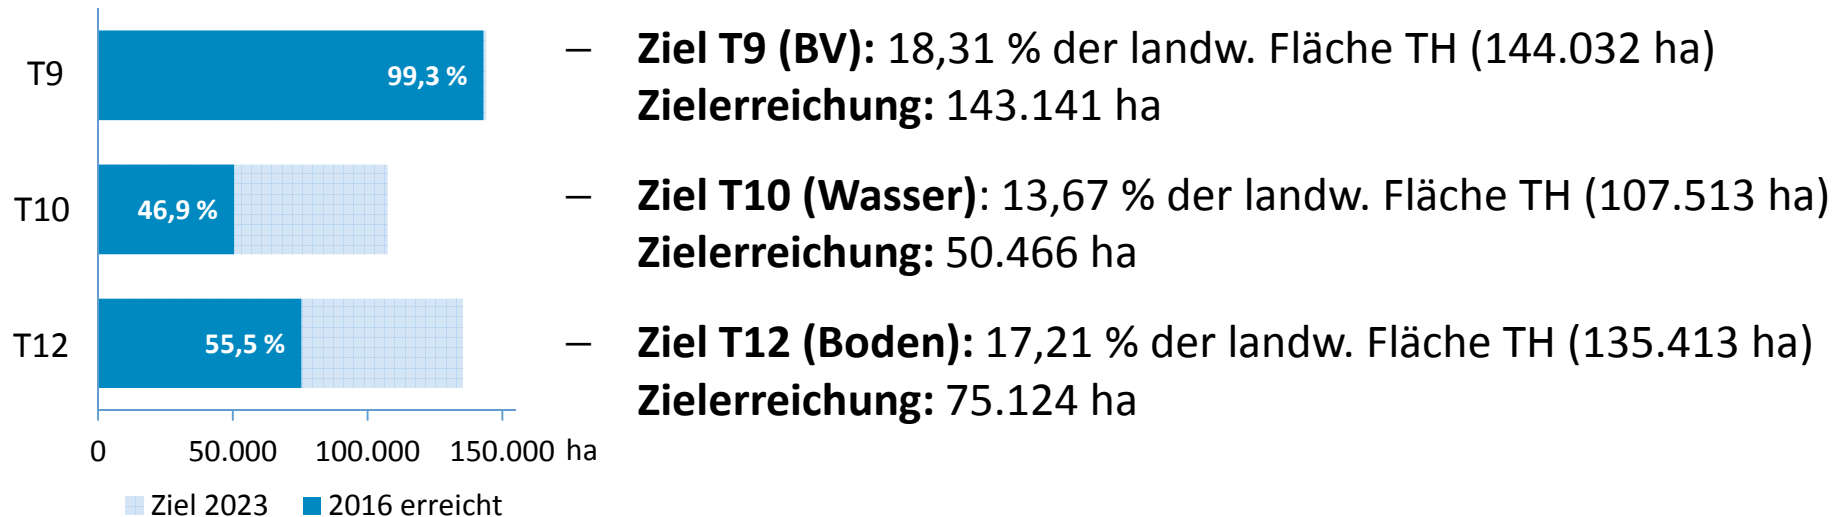 T9
99,3 %
T10
46,9 %
T12
55,5 %
0 50.000 100.000 150.000 ha
Ziel 2023 2016 erreicht
– Ziel T9 (BV): 18,31 % der landw. Fläche TH (144.032 ha)
Zielerreichung: 143.141 ha
– Ziel T10 (Wasser): 13,67 % der landw. Fläche TH (107.513 ha)
Zielerreichung: 50.466 ha
– Ziel T12 (Boden): 17,21 % der landw. Fläche TH (135.413 ha)
Zielerreichung: 75.124 ha